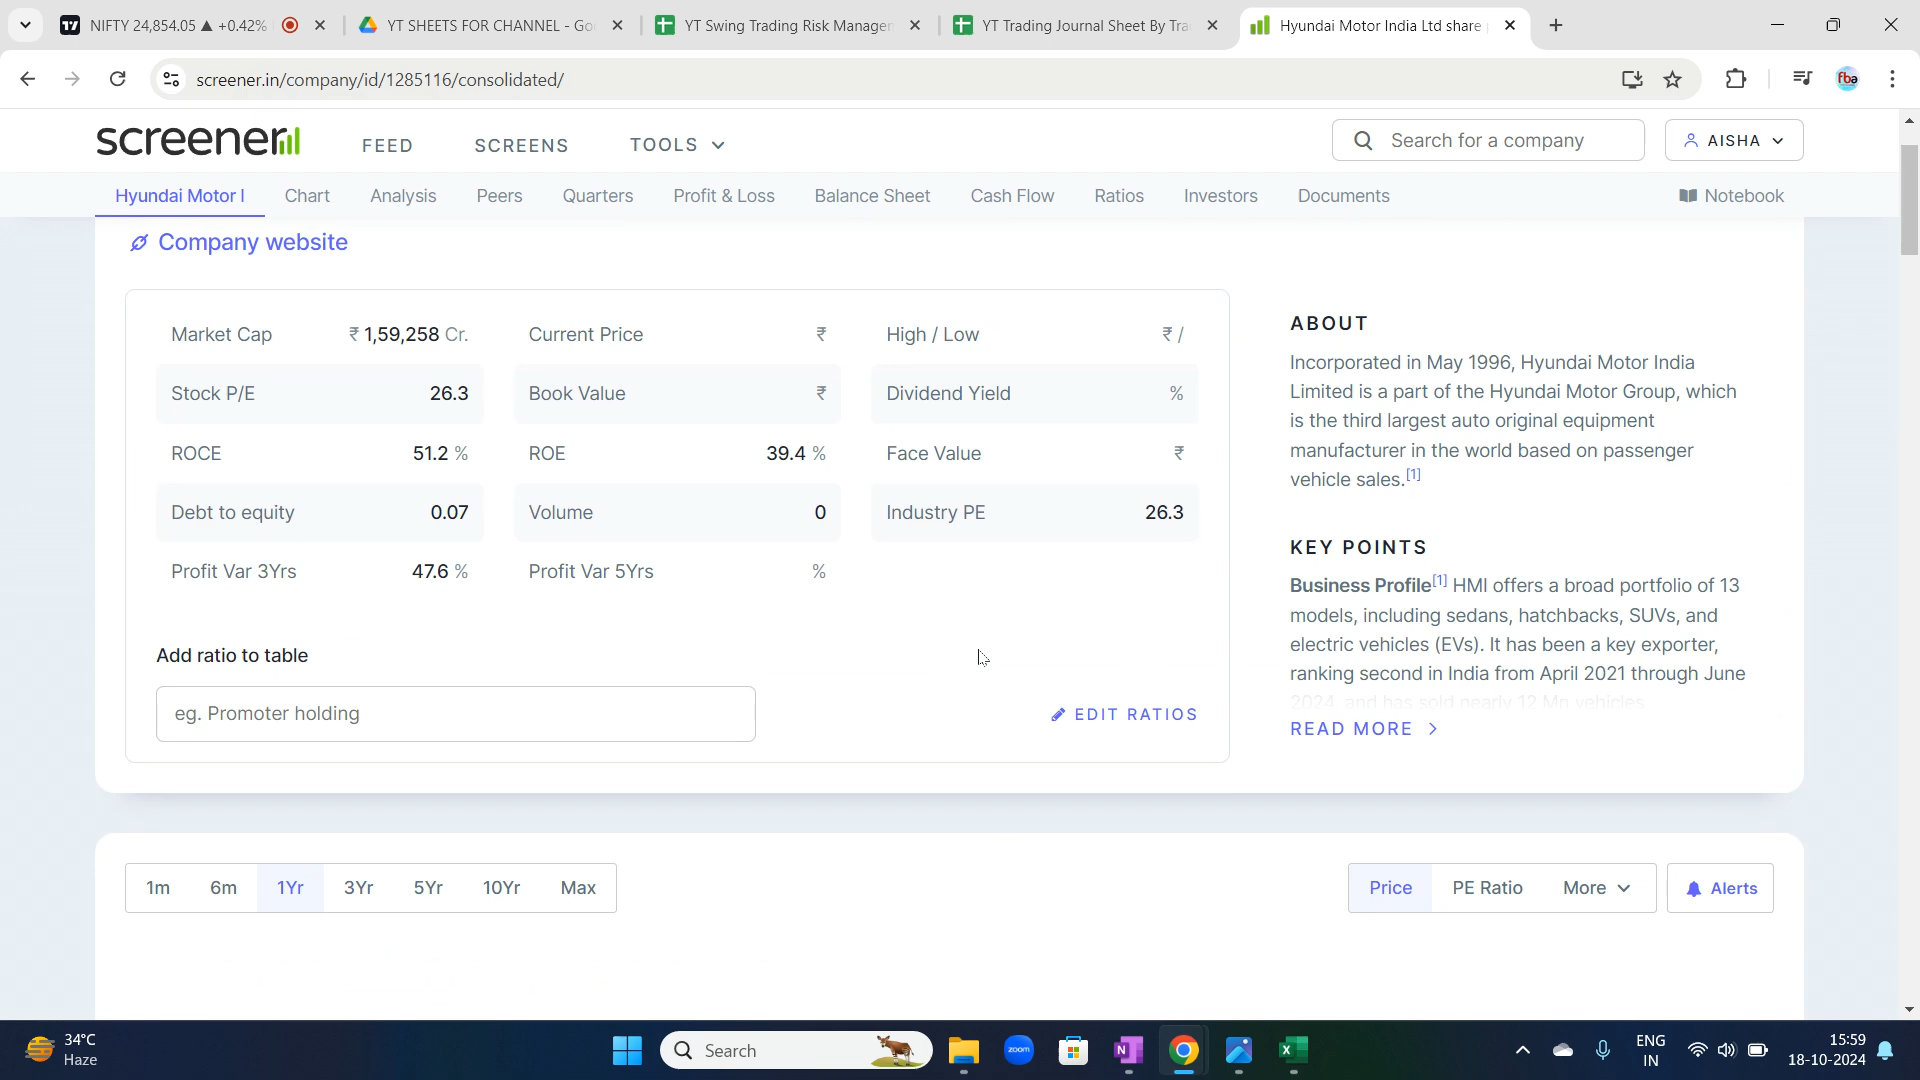 NIFTY 24,854.05 ▲ +0.42%
YT SHEETS FOR CHANNEL - Go
YT Swing Trading Risk Managem
YT Trading Journal Sheet By Tra
Hyundai Motor India Ltd share
screener.in/company/id/1285116/consolidated/
fba
screener
FEED
SCREENS
TOOLS
Search for a company
AISHA
Hyundai Motor I
Chart
Analysis
Peers
Quarters
Profit & Loss
Balance Sheet
Cash Flow
Ratios
Investors
Documents
Notebook
Company website
Market Cap ₹ 1,59,258 Cr.
Current Price ₹
High / Low ₹ /
Stock P/E 26.3
Book Value ₹
Dividend Yield %
ROCE 51.2 %
ROE 39.4 %
Face Value ₹
Debt to equity 0.07
Volume 0
Industry PE 26.3
Profit Var 3Yrs 47.6 %
Profit Var 5Yrs %
Add ratio to table
eg. Promoter holding
EDIT RATIOS
ABOUT
Incorporated in May 1996, Hyundai Motor India
Limited is a part of the Hyundai Motor Group, which
is the third largest auto original equipment
manufacturer in the world based on passenger
vehicle sales.[1]
KEY POINTS
Business Profile[1] HMI offers a broad portfolio of 13
models, including sedans, hatchbacks, SUVs, and
electric vehicles (EVs). It has been a key exporter,
ranking second in India from April 2021 through June
2024, and has sold nearly 12 Mn vehicles
READ MORE >
1m 6m 1Yr 3Yr 5Yr 10Yr Max
Price PE Ratio More
Alerts
34°C
Haze
Search
zoom
ENG
IN
15:59
18-10-2024